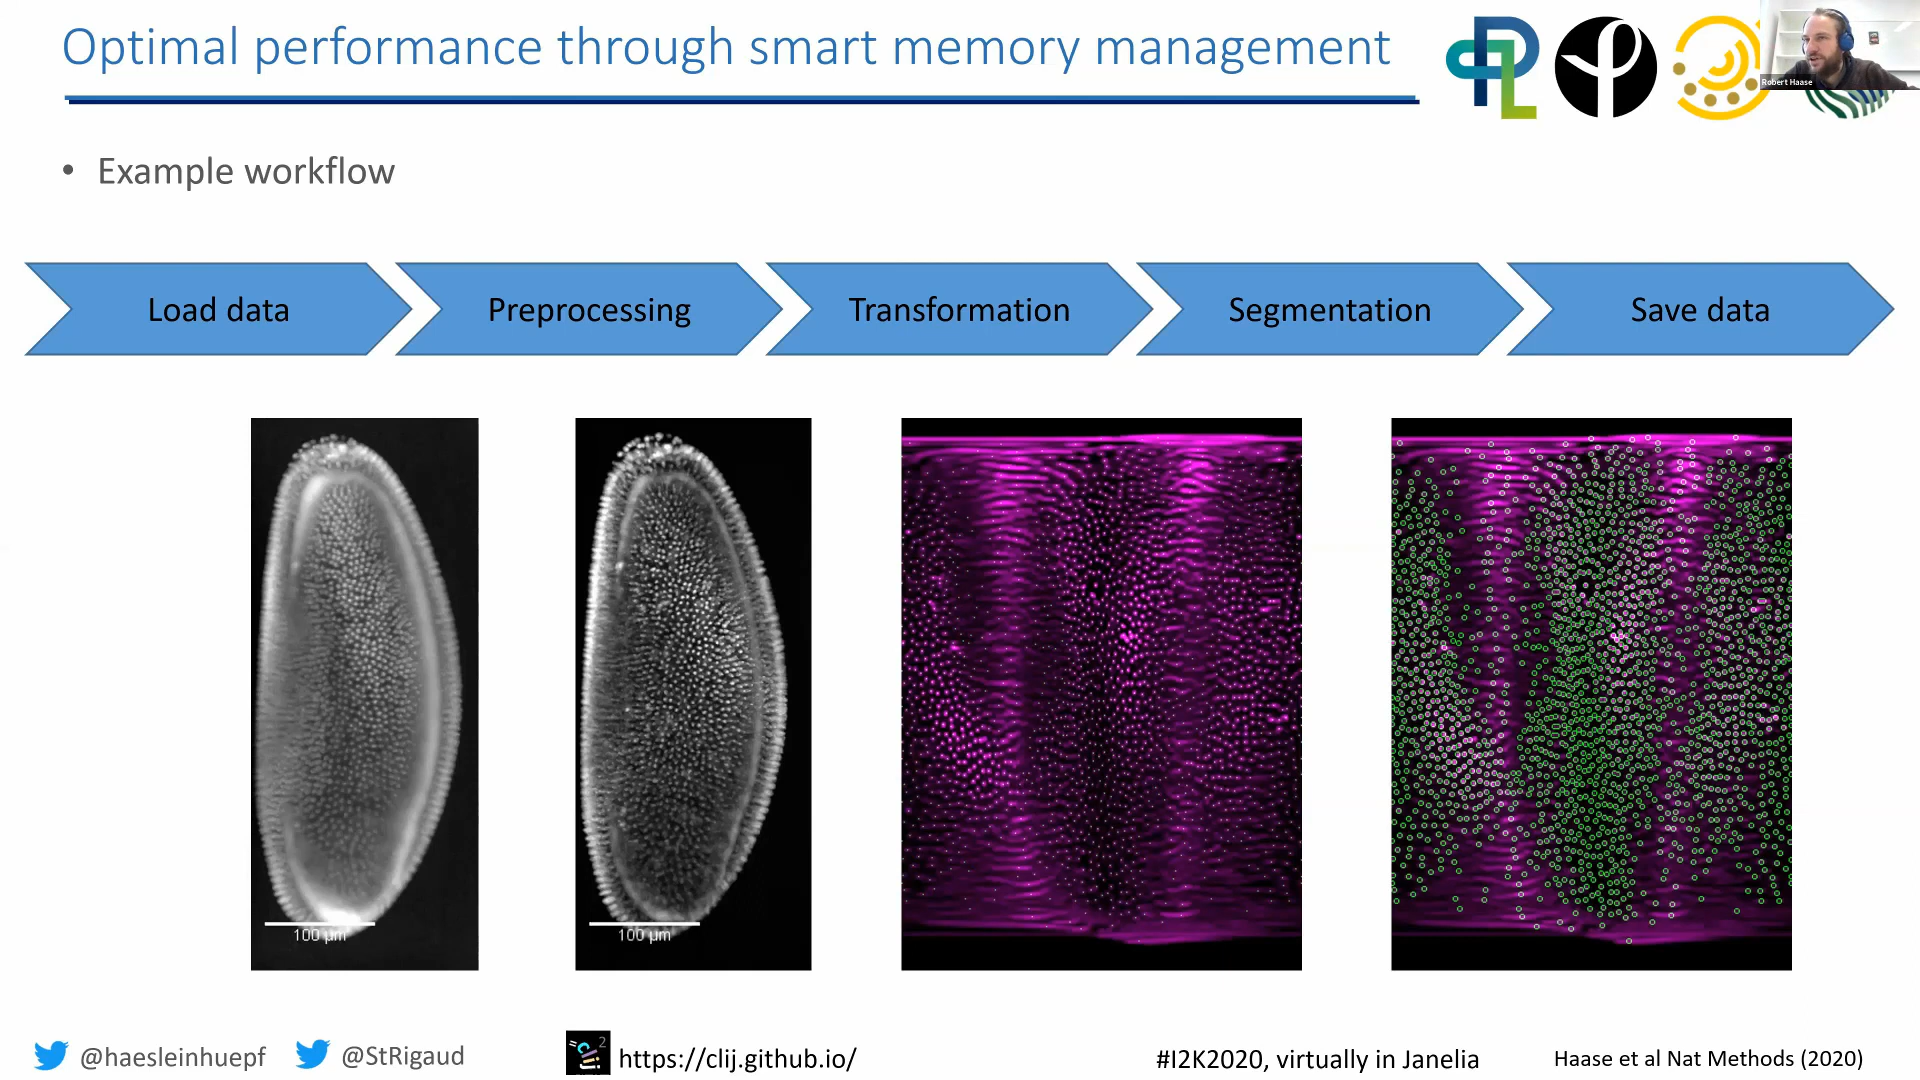 Optimal performance through smart memory management
Robert Haase
• Example workflow
Load data
Preprocessing
Transformation
Segmentation
Save data
100 µm
100 µm
@haesleinhuepf
@StRigaud
https://clij.github.io/
#I2K2020, virtually in Janelia
Haase et al Nat Methods (2020)